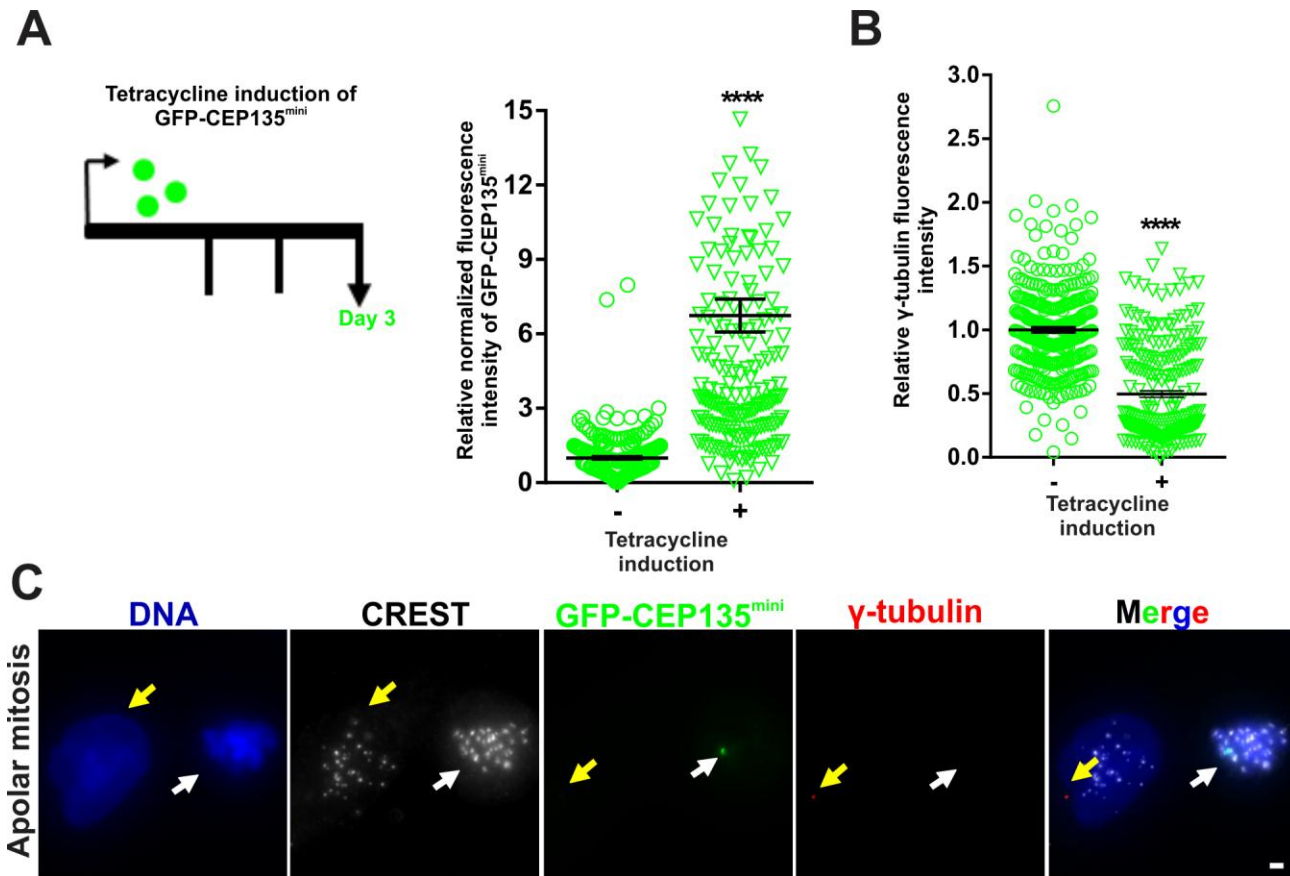 A
Tetracycline induction of
GFP-CEP135mini
Day 3
Relative normalized fluorescence
intensity of GFP-CEP135mini
15
12
9
6
3
0
****
-
+
Tetracycline
induction
B
Relative γ-tubulin fluorescence
intensity
3.0
2.5
2.0
1.5
1.0
0.5
0.0
****
-
+
Tetracycline
induction
C
DNA
CREST
GFP-CEP135mini
γ-tubulin
Merge
Apolar mitosis